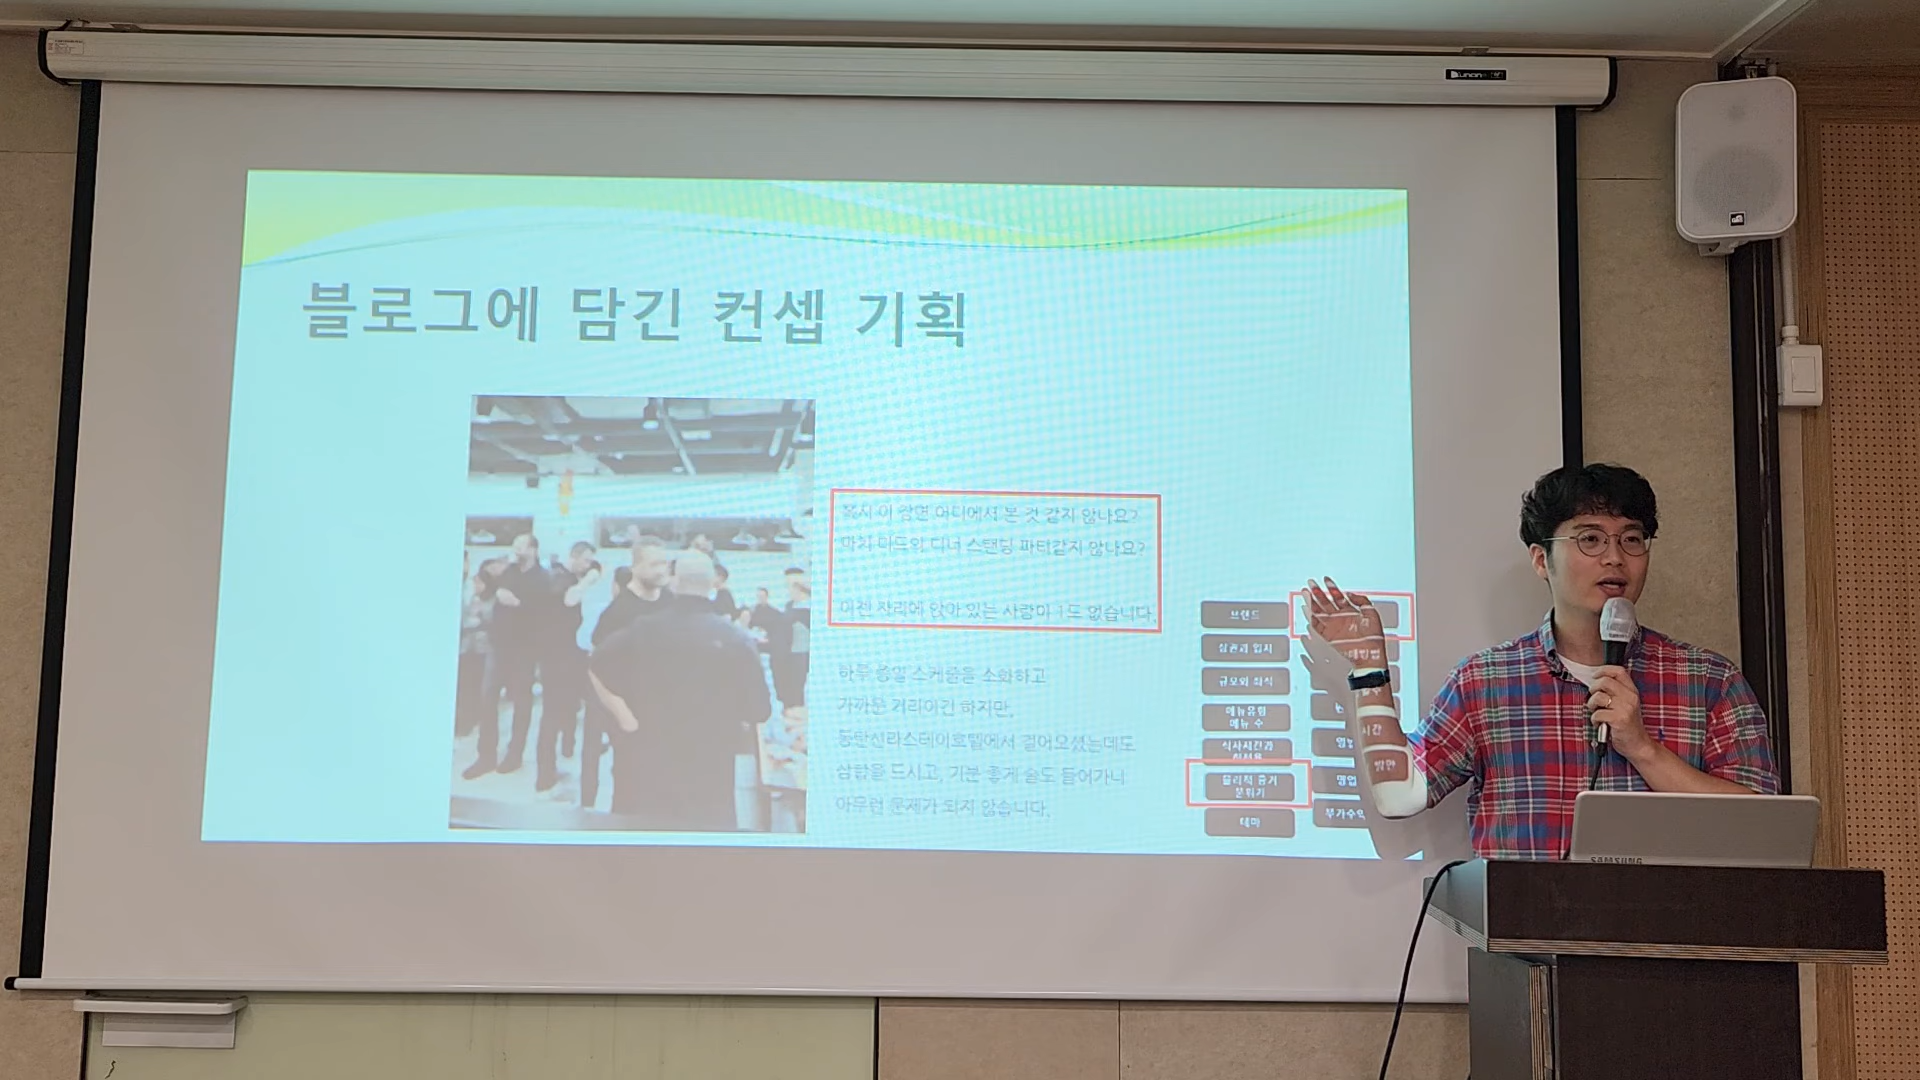 블로그에 담긴 컨셉 기획
혹시 이 장면 어디에서 본 것 같지 않나요?
마치 미드의 디너 스탠딩 파티같지 않나요?
이전 자리에 앉아 있는 사람이 1도 없습니다.
하루 종일 스케줄을 소화하고
가까운 거리이긴 하지만,
동탄신라스테이호텔에서 걸어오셨는데도
삼합을 드시고, 기분 좋게 술도 들어가니
아무런 문제가 되지 않습니다.
브랜드
상권과 입지
규모와 좌석
메뉴유형
메뉴 수
식사시간과
물리적 증거
분위기
테마
시간
방안
부가수익
SAMSUNG